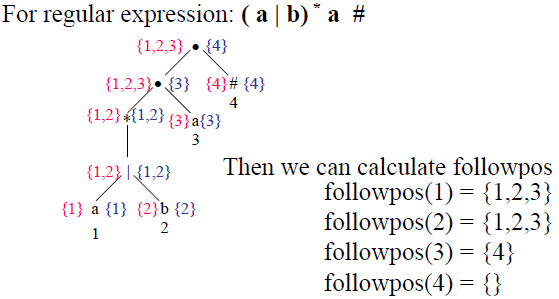 For regular expression: ( a | b) * a #
{1,2,3} • {4}
{1,2,3} • {3} {4} # {4}
4
{1,2} * {1,2} {3} a {3}
3
{1,2} | {1,2}
{1} a {1} {2} b {2}
1 2
Then we can calculate followpos
followpos(1) = {1,2,3}
followpos(2) = {1,2,3}
followpos(3) = {4}
followpos(4) = {}